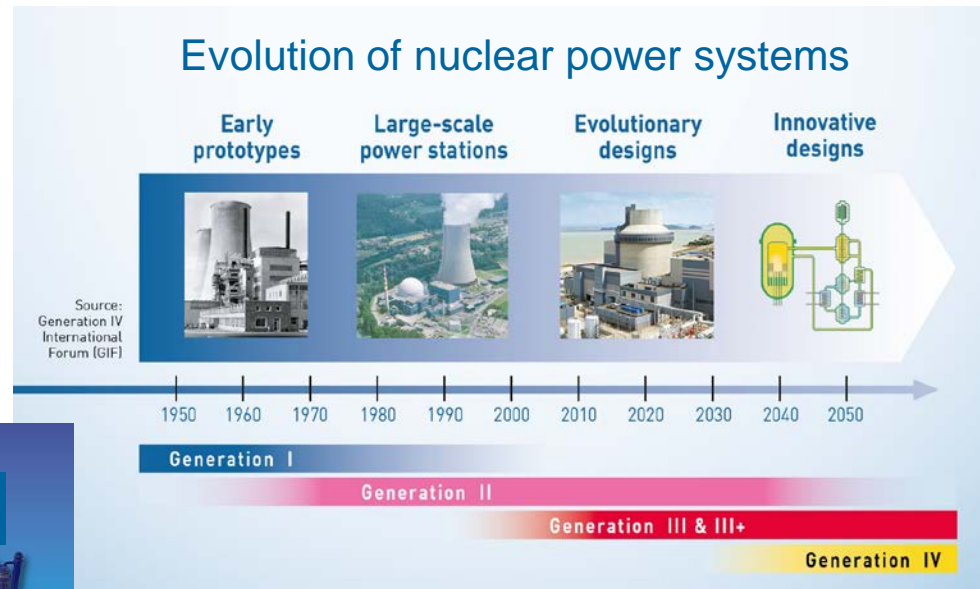 Evolution of nuclear power systems
Early
prototypes
Large-scale
power stations
Evolutionary
designs
Innovative
designs
Source:
Generation IV
International
Forum (GIF)
1950 1960 1970 1980 1990 2000 2010 2020 2030 2040 2050
Generation I
Generation II
Generation III & III+
Generation IV